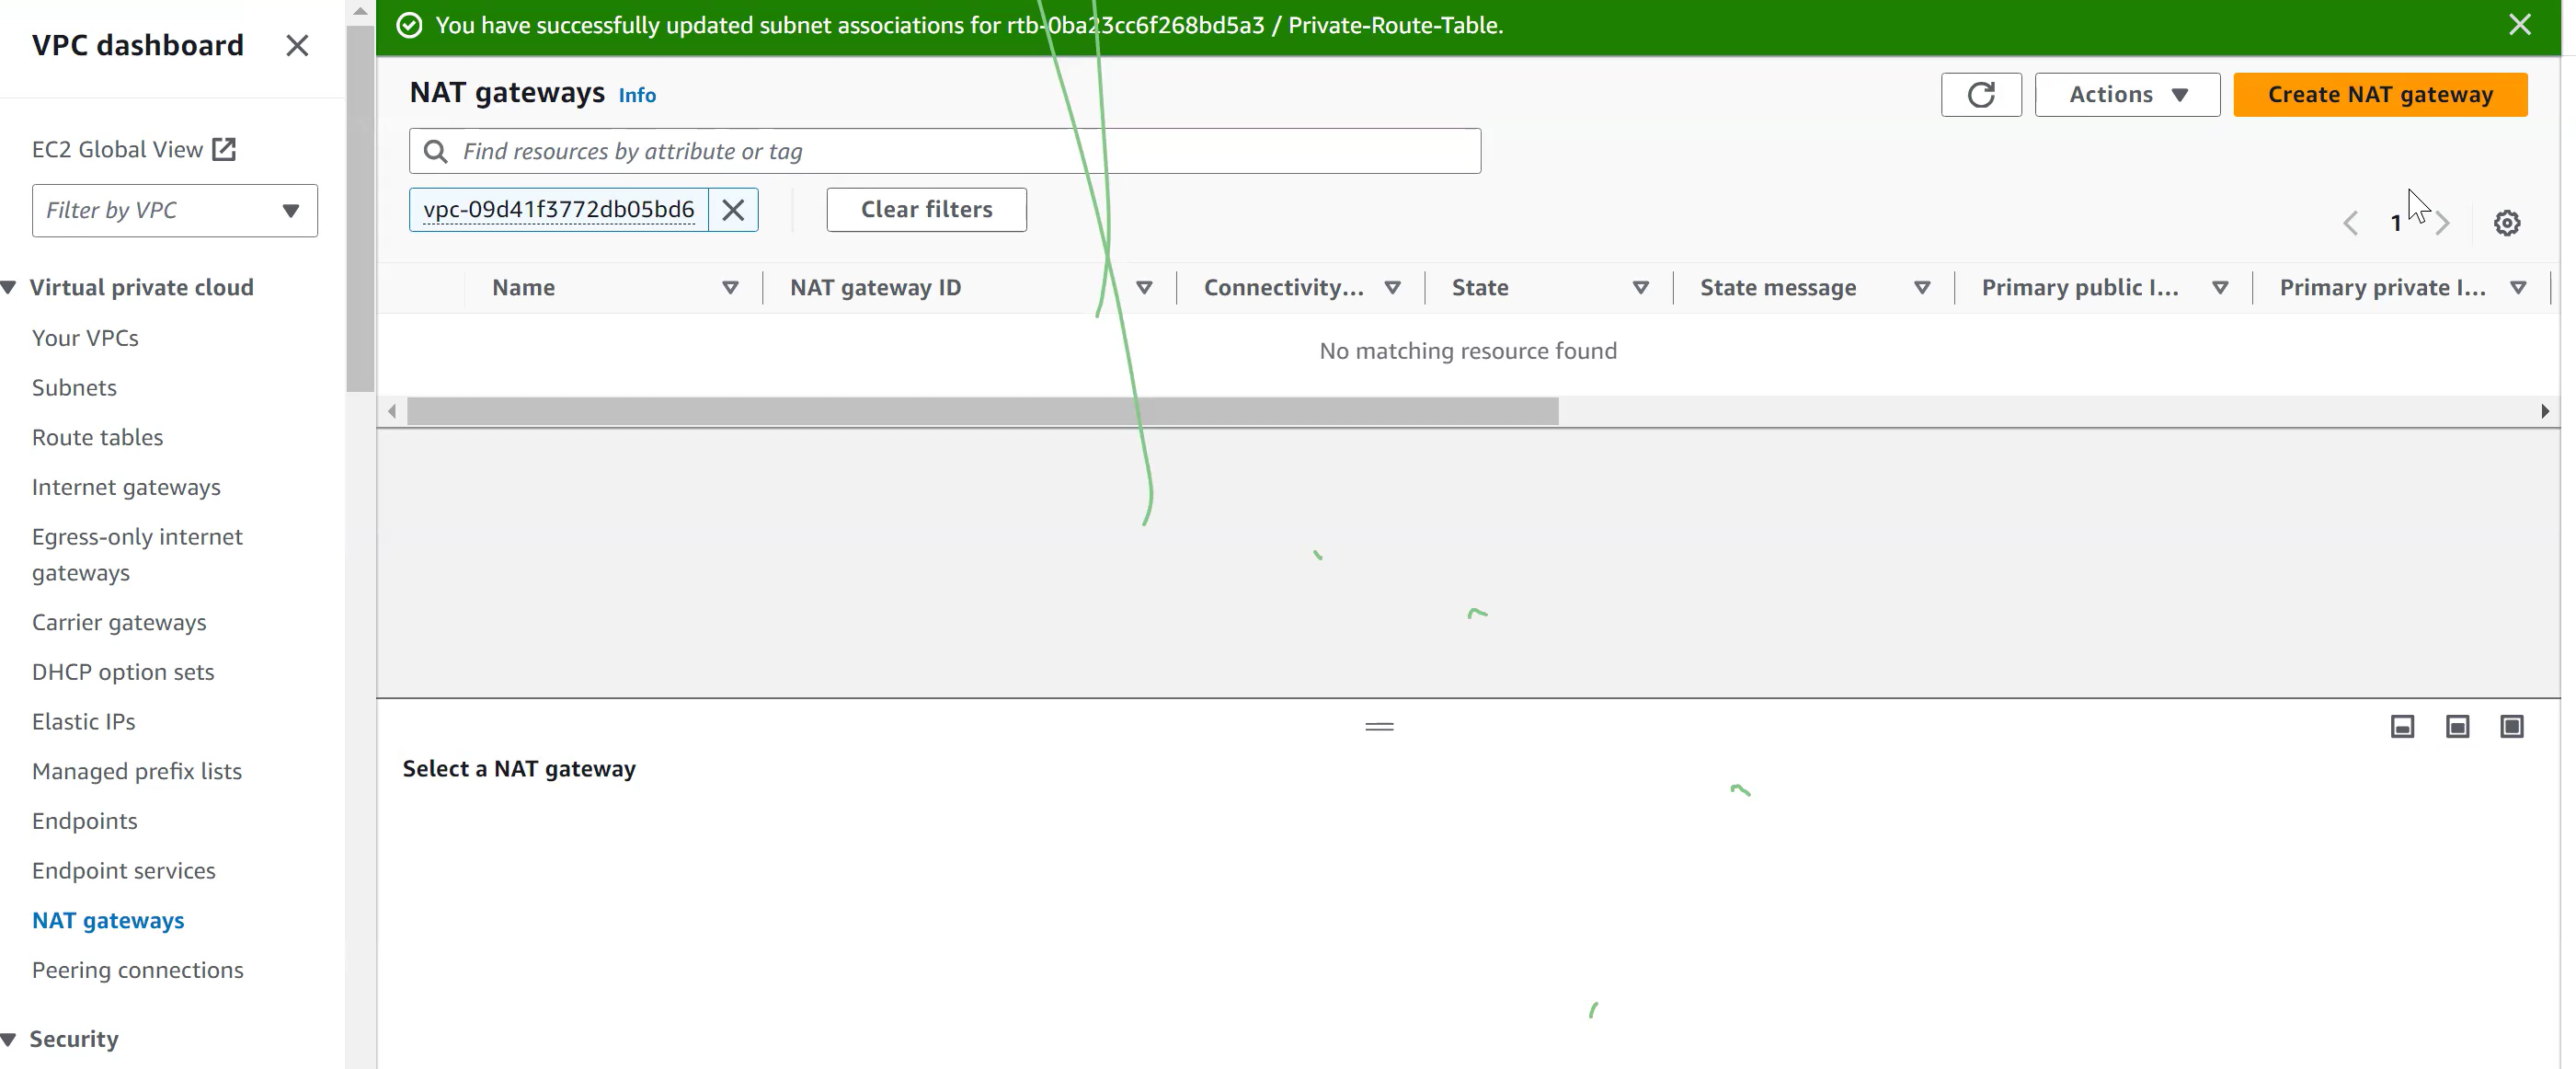 VPC dashboard
EC2 Global View
Filter by VPC
Virtual private cloud
Your VPCs
Subnets
Route tables
Internet gateways
Egress-only internet
gateways
Carrier gateways
DHCP option sets
Elastic IPs
Managed prefix lists
Endpoints
Endpoint services
NAT gateways
Peering connections
Security
You have successfully updated subnet associations for rtb-0ba23cc6f268bd5a3 / Private-Route-Table.
NAT gateways Info
Actions
Create NAT gateway
Find resources by attribute or tag
vpc-09d41f3772db05bd6
Clear filters
1
Name NAT gateway ID Connectivity... State State message Primary public I... Primary private I...
No matching resource found
Select a NAT gateway